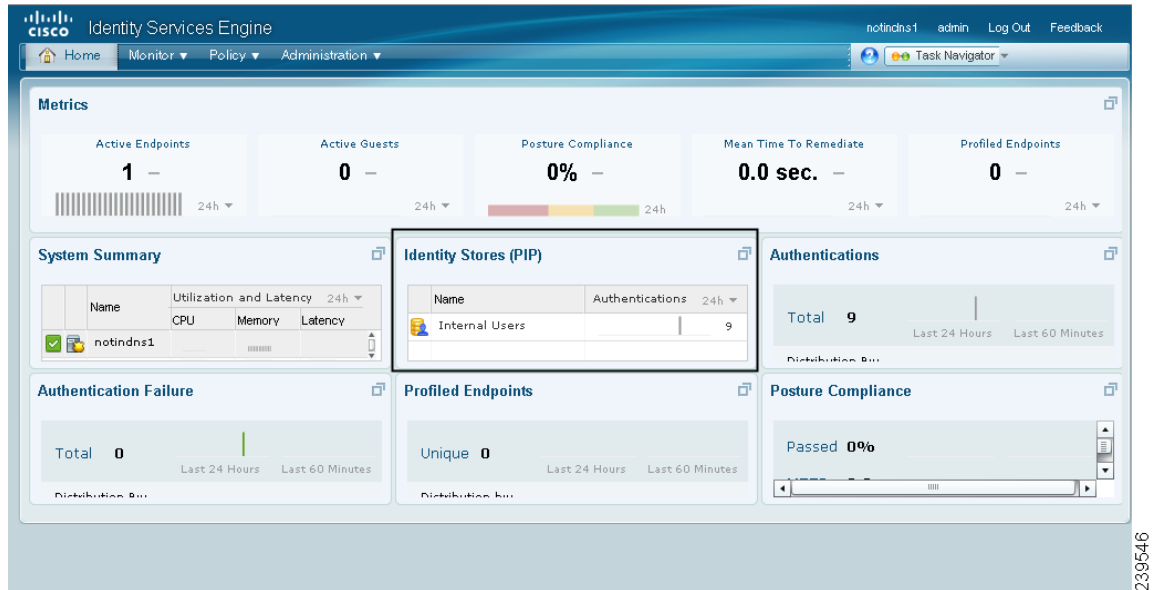 cisco Identity Services Engine
notindns1 admin Log Out Feedback
Home Monitor Policy Administration
Task Navigator
Metrics
Active Endpoints
1 –
24h
Active Guests
0 –
24h
Posture Compliance
0% –
24h
Mean Time To Remediate
0.0 sec. –
24h
Profiled Endpoints
0 –
24h
System Summary
Name Utilization and Latency 24h
CPU Memory Latency
notindns1
Identity Stores (PIP)
Name Authentications 24h
Internal Users 9
Authentications
Total 9
Last 24 Hours Last 60 Minutes
Authentication Failure
Total 0
Last 24 Hours Last 60 Minutes
Profiled Endpoints
Unique 0
Last 24 Hours Last 60 Minutes
Posture Compliance
Passed 0%
239546